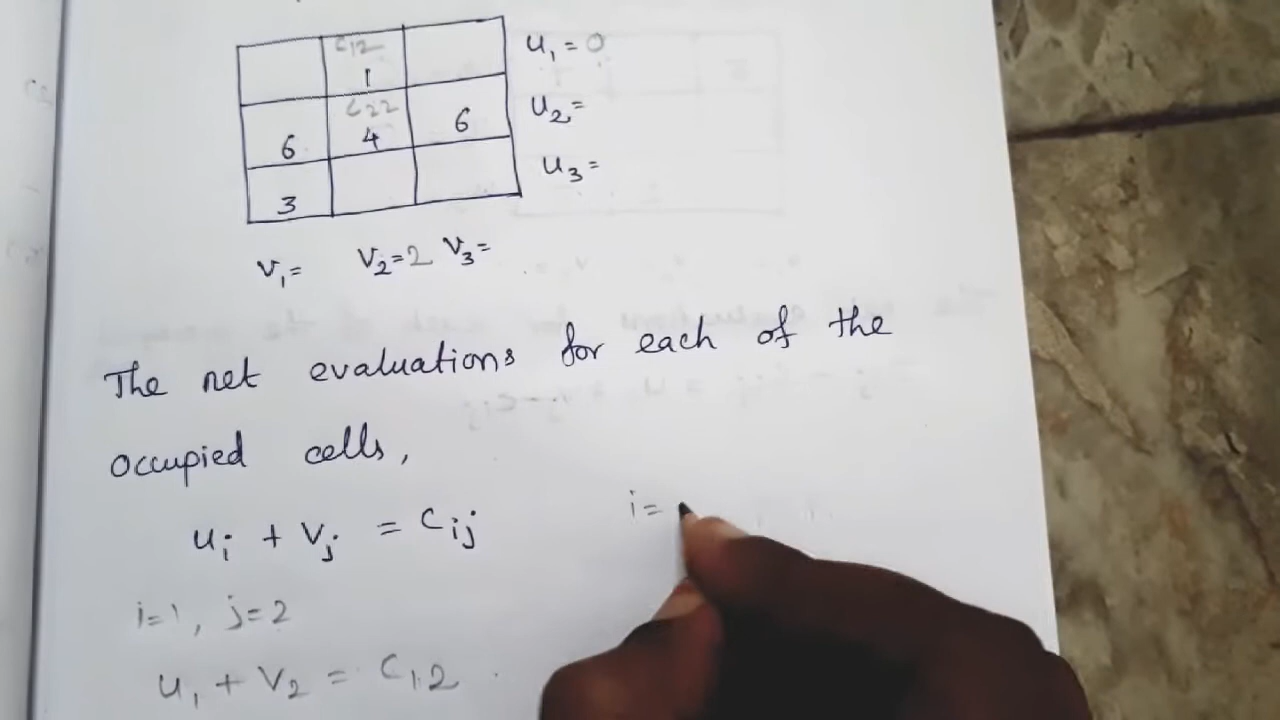 C12 u1 = 0
1
C22 u2=
6 4 6
u3=
3
v1= v2=2 v3=
The net evaluations for each of the
occupied cells,
ui + vj = cij i=
i=1, j=2
u1 + v2 = C12